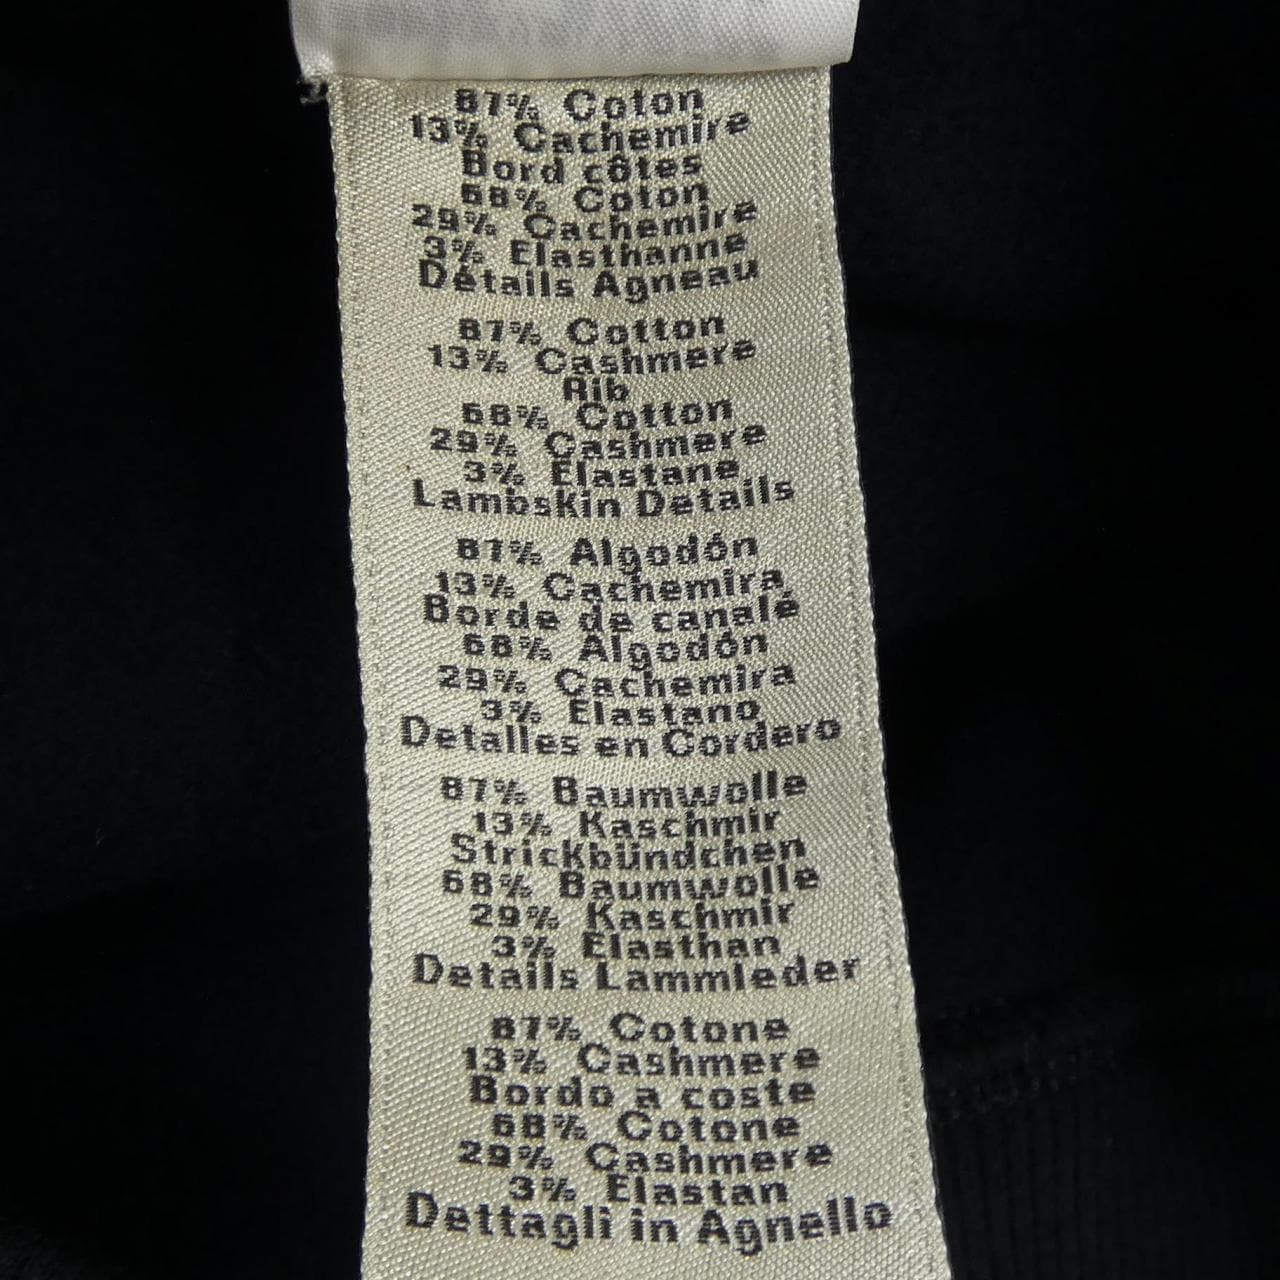 87% Coton
13% Cachemire
Bord côtes
68% Coton
29% Cachemire
3% Elasthanne
Détails Agneau
87% Cotton
13% Cashmere
Rib
68% Cotton
29% Cashmere
3% Elastane
Lambskin Details
87% Algodón
13% Cachemira
Borde de canalé
68% Algodón
29% Cachemira
3% Elastano
Detalles en Cordero
87% Baumwolle
13% Kaschmir
Strickbündchen
68% Baumwolle
29% Kaschmir
3% Elasthan
Details Lammleder
87% Cotone
13% Cashmere
Bordo a coste
68% Cotone
29% Cashmere
3% Elastan
Dettagli in Agnello